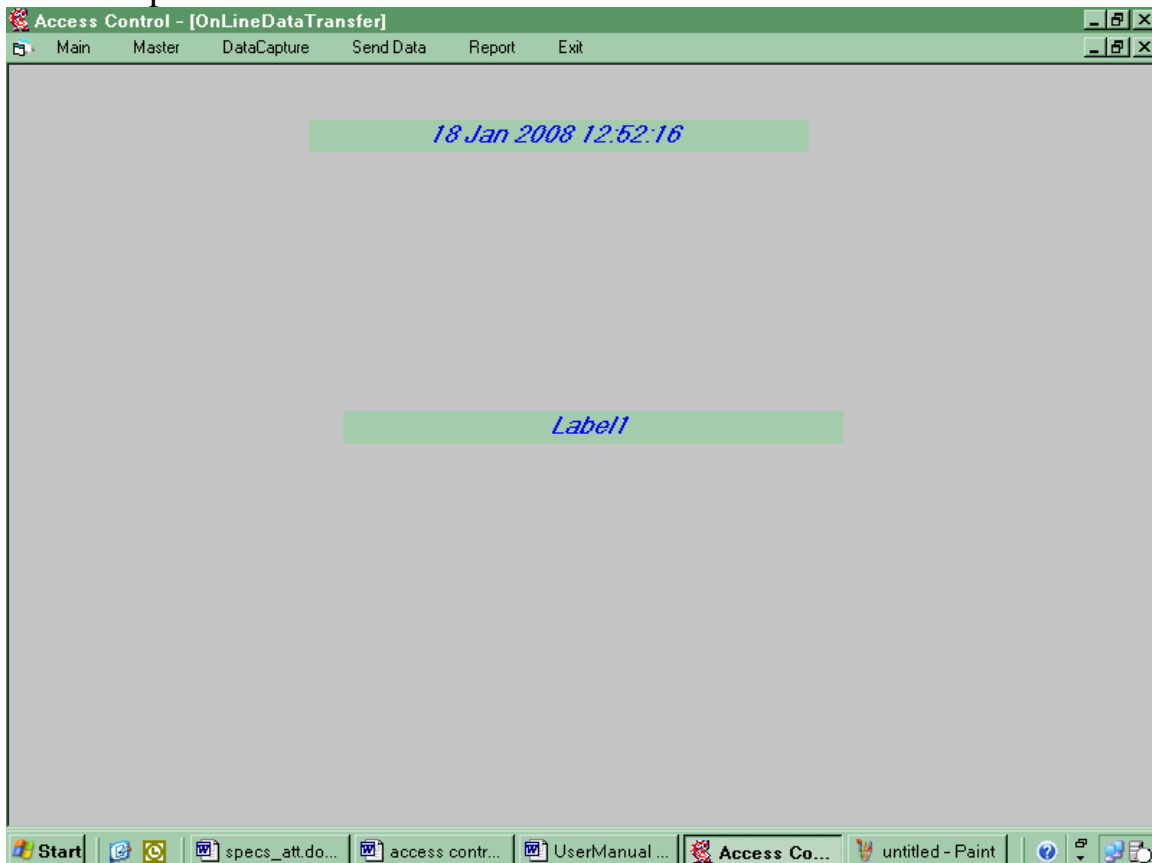 Access Control - [OnLineDataTransfer]
Main Master DataCapture Send Data Report Exit
18 Jan 2008 12:52:16
Label1
Start specs_att.do... access contr... UserManual ... Access Co... untitled - Paint